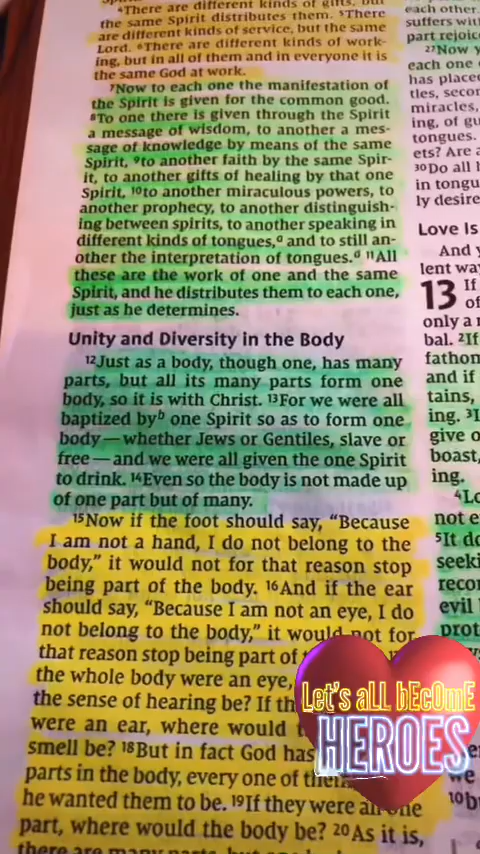 ⁴There are different kinds of gifts, but
the same Spirit distributes them. ⁵There
are different kinds of service, but the same
Lord. ⁶There are different kinds of work-
ing, but in all of them and in everyone it is
the same God at work.
⁷Now to each one the manifestation of
the Spirit is given for the common good.
⁸To one there is given through the Spirit
a message of wisdom, to another a mes-
sage of knowledge by means of the same
Spirit, ⁹to another faith by the same Spir-
it, to another gifts of healing by that one
Spirit, ¹⁰to another miraculous powers, to
another prophecy, to another distinguish-
ing between spirits, to another speaking in
different kinds of tongues,ᵃ and to still an-
other the interpretation of tongues.ᵃ ¹¹All
these are the work of one and the same
Spirit, and he distributes them to each one,
just as he determines.
Unity and Diversity in the Body
¹²Just as a body, though one, has many
parts, but all its many parts form one
body, so it is with Christ. ¹³For we were all
baptized byᵇ one Spirit so as to form one
body—whether Jews or Gentiles, slave or
free—and we were all given the one Spirit
to drink. ¹⁴Even so the body is not made up
of one part but of many.
¹⁵Now if the foot should say, “Because
I am not a hand, I do not belong to the
body,” it would not for that reason stop
being part of the body. ¹⁶And if the ear
should say, “Because I am not an eye, I do
not belong to the body,” it would not for
that reason stop being part of
the whole body were an eye,
the sense of hearing be? If th
were an ear, where would
smell be? ¹⁸But in fact God has
parts in the body, every one of them,
he wanted them to be. ¹⁹If they were all one
part, where would the body be? ²⁰As it is,
there are many parts, but
each other
suffers wit
part rejoic
²⁷Now y
each one
has place
tles, secon
miracles,
ing, of gu
tongues.
ets? Are a
³⁰Do all
in tongu
ly desire
Love Is
And y
lent way
13 If
of
only a
bal. ²If
fathom
and if
tains,
ing. ³I
give o
boast,
ing.
⁴Lo
not e
⁵It do
seeki
recor
evil
prot
we
¹⁰b
Let's all become
HEROES